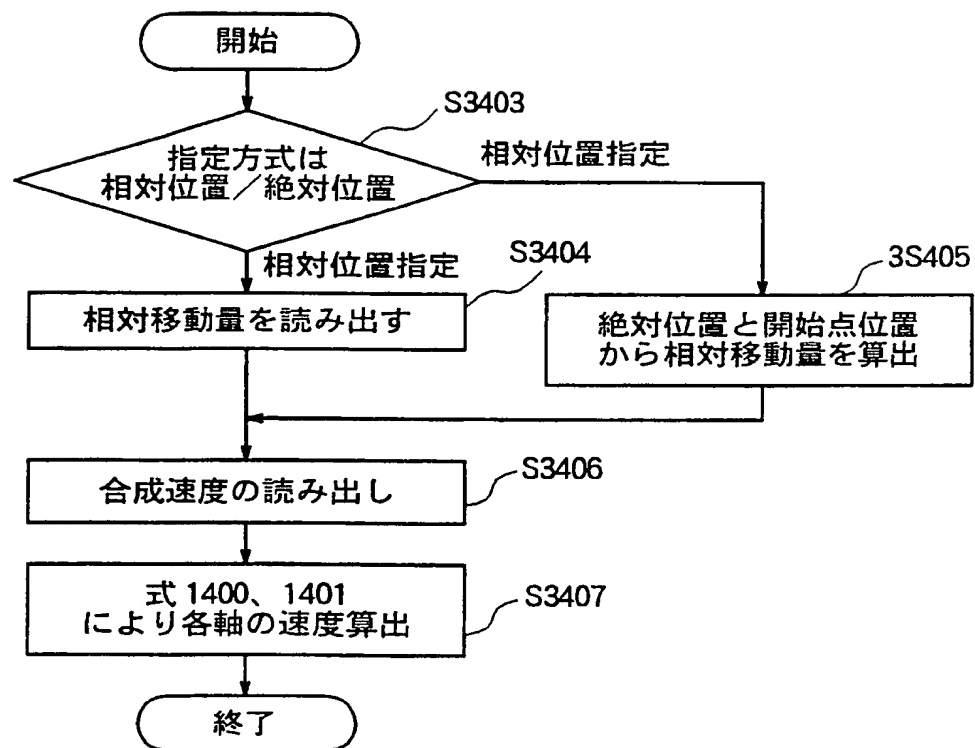 開始
S3403
指定方式は
相対位置／絶対位置
相対位置指定
相対位置指定
S3404
相対移動量を読み出す
3S405
絶対位置と開始点位置
から相対移動量を算出
S3406
合成速度の読み出し
S3407
式1400、1401
により各軸の速度算出
終了